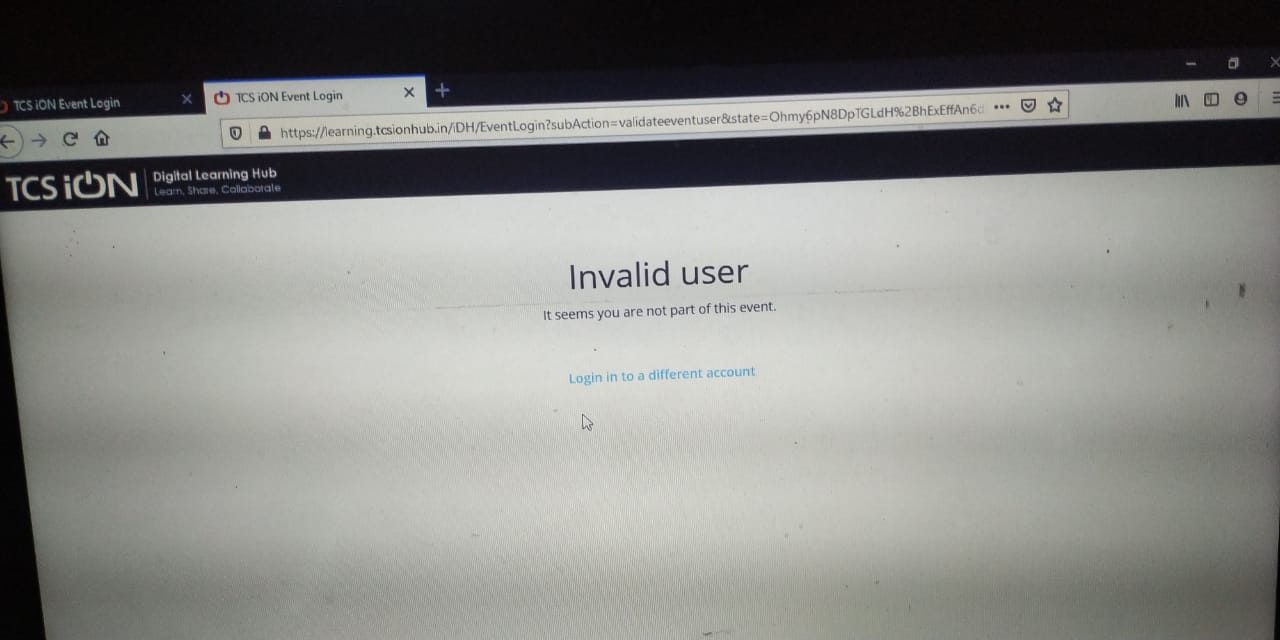 TCS iON Event Login
TCS iON Event Login
https://learning.tcsionhub.in/iDH/EventLogin?subAction=validateeventuser&state=Ohmy6pN8DpTGLdH%2BhExEffAn6d
TCS iON
Digital Learning Hub
Learn, Share, Collaborate
Invalid user
It seems you are not part of this event.
Login in to a different account